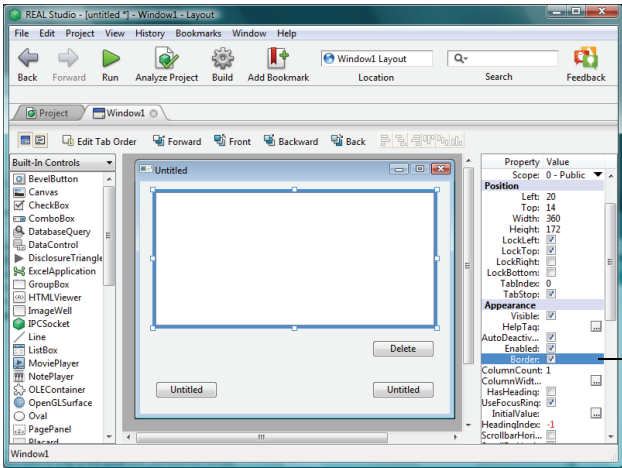 REAL Studio - [untitled *] - Window1 - Layout
File Edit Project View History Bookmarks Window Help
Window1 Layout
Back Forward Run Analyze Project Build Add Bookmark Location Search Feedback
Project Window1
Edit Tab Order Forward Front Backward Back
Built-In Controls
BevelButton
Canvas
CheckBox
ComboBox
DatabaseQuery
DataControl
DisclosureTriangle
ExcelApplication
GroupBox
HTMLViewer
ImageWell
IPCSocket
Line
ListBox
MoviePlayer
NotePlayer
OLEContainer
OpenGLSurface
Oval
PagePanel
Placard
Untitled
Delete
Untitled Untitled
Property Value
Scope: 0 - Public
Position
Left: 20
Top: 14
Width: 360
Height: 172
LockLeft:
LockTop:
LockRight:
LockBottom:
TabIndex: 0
TabStop:
Appearance
Visible:
HelpTag: ...
AutoDeactiv...
Enabled:
Border:
ColumnCount: 1
ColumnWidt... ...
HasHeading:
UseFocusRing:
InitialValue: ...
HeadingIndex: -1
ScrollbarHori...
Window1